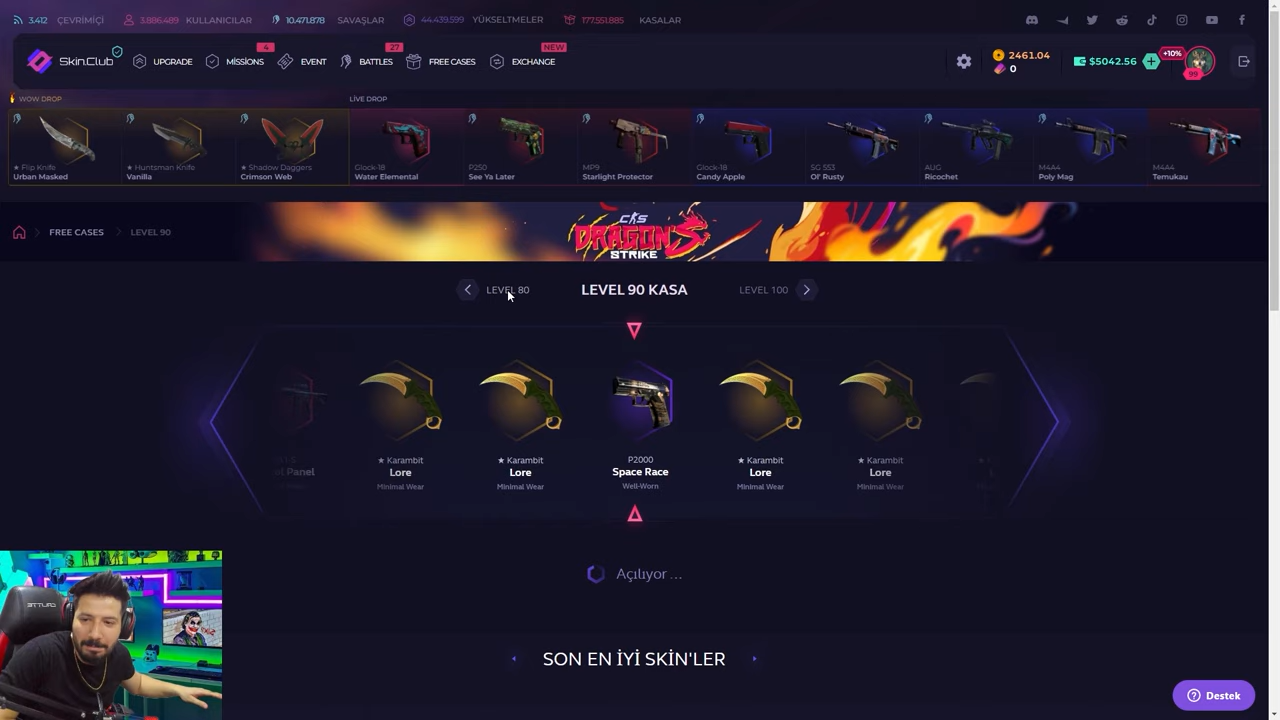 3.412 ÇEVRİMİÇİ 3.886.489 KULLANICILAR 10.471.878 SAVAŞLAR 44.439.599 YÜKSELTMELER 177.551.885 KASALAR
4 27 NEW
Skin.Club UPGRADE MISSIONS EVENT BATTLES FREE CASES EXCHANGE
2461.04
0
$5042.56
+10%
99
WOW DROP LİVE DROP
★ Flip Knife
Urban Masked
★ Huntsman Knife
Vanilla
★ Shadow Daggers
Crimson Web
Glock-18
Water Elemental
P250
See Ya Later
MP9
Starlight Protector
Glock-18
Candy Apple
SG 553
Ol' Rusty
AUG
Ricochet
M4A4
Poly Mag
M4A4
Temukau
DRAGON'S
STRIKE
FREE CASES LEVEL 90
LEVEL 80 LEVEL 90 KASA LEVEL 100
Panel
★ Karambit
Lore
Minimal Wear
★ Karambit
Lore
Minimal Wear
P2000
Space Race
Well-Worn
★ Karambit
Lore
Minimal Wear
★ Karambit
Lore
Minimal Wear
Açılıyor ...
SON EN İYİ SKİN'LER
Destek